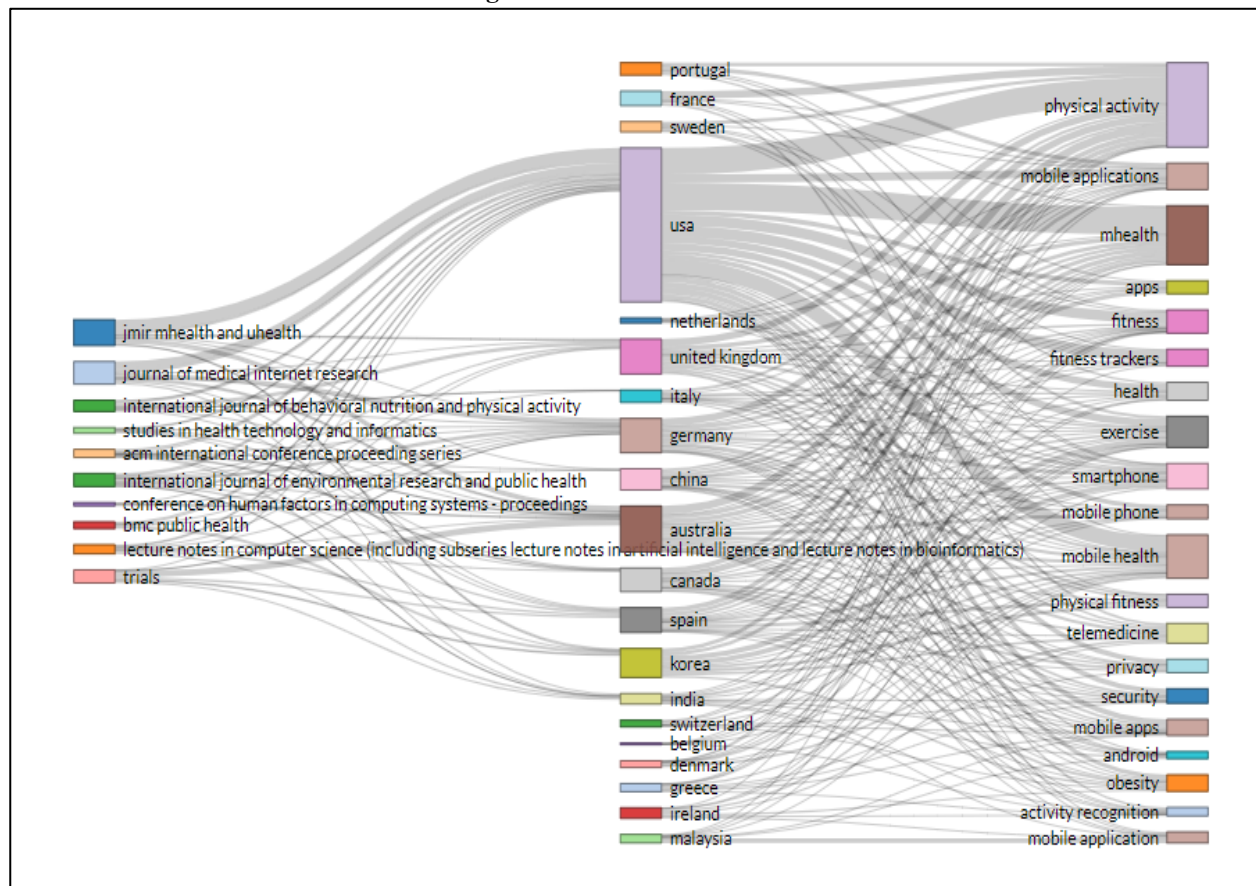 jmir mhealth and uhealth
journal of medical internet research
international journal of behavioral nutrition and physical activity
studies in health technology and informatics
acm international conference proceeding series
international journal of environmental research and public health
conference on human factors in computing systems - proceedings
bmc public health
lecture notes in computer science (including subseries lecture notes in artificial intelligence and lecture notes in bioinformatics)
trials
portugal
france
sweden
usa
netherlands
united kingdom
italy
germany
china
australia
canada
spain
korea
india
switzerland
belgium
denmark
greece
ireland
malaysia
physical activity
mobile applications
mhealth
apps
fitness
fitness trackers
health
exercise
smartphone
mobile phone
mobile health
physical fitness
telemedicine
privacy
security
mobile apps
android
obesity
activity recognition
mobile application